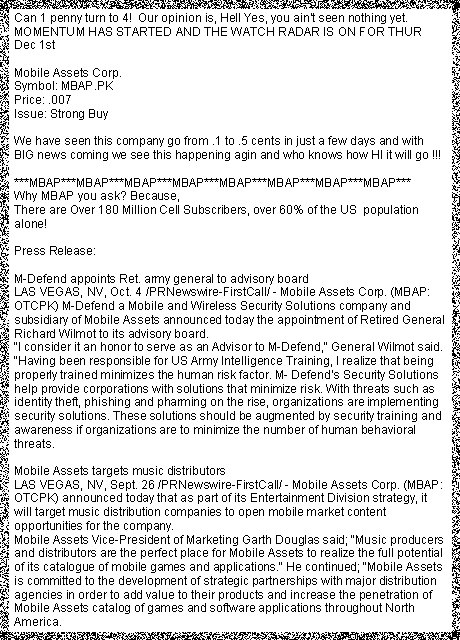 Can 1 penny turn to 4!  Our opinion is, Hell Yes, you ain't seen nothing yet.
MOMENTUM HAS STARTED AND THE WATCH RADAR IS ON FOR THUR
Dec 1st
Mobile Assets Corp.
Symbol: MBAP.PK
Price: .007
Issue: Strong Buy
We have seen this company go from .1 to .5 cents in just a few days and with
BIG news coming we see this happening agin and who knows how HI it will go !!!
***MBAP***MBAP***MBAP***MBAP***MBAP***MBAP***MBAP***MBAP***
Why MBAP you ask? Because,
There are Over 180 Million Cell Subscribers, over 60% of the US  population
alone!
Press Release:
M-Defend appoints Ret. army general to advisory board
LAS VEGAS, NV, Oct. 4 /PRNewswire-FirstCall/ - Mobile Assets Corp. (MBAP:
OTCPK) M-Defend a Mobile and Wireless Security Solutions company and
subsidiary of Mobile Assets announced today the appointment of Retired General
Richard Wilmot to its advisory board.
"I consider it an honor to serve as an Advisor to M-Defend," General Wilmot said.
"Having been responsible for US Army Intelligence Training, I realize that being
properly trained minimizes the human risk factor. M- Defend's Security Solutions
help provide corporations with solutions that minimize risk. With threats such as
identity theft, phishing and pharming on the rise, organizations are implementing
security solutions. These solutions should be augmented by security training and
awareness if organizations are to minimize the number of human behavioral
threats.
Mobile Assets targets music distributors
LAS VEGAS, NV, Sept. 26 /PRNewswire-FirstCall/ - Mobile Assets Corp. (MBAP:
OTCPK) announced today that as part of its Entertainment Division strategy, it
will target music distribution companies to open mobile market content
opportunities for the company.
Mobile Assets Vice-President of Marketing Garth Douglas said; "Music producers
and distributors are the perfect place for Mobile Assets to realize the full potential
of its catalogue of mobile games and applications." He continued; "Mobile Assets
is committed to the development of strategic partnerships with major distribution
agencies in order to add value to their products and increase the penetration of
Mobile Assets catalog of games and software applications throughout North
America.